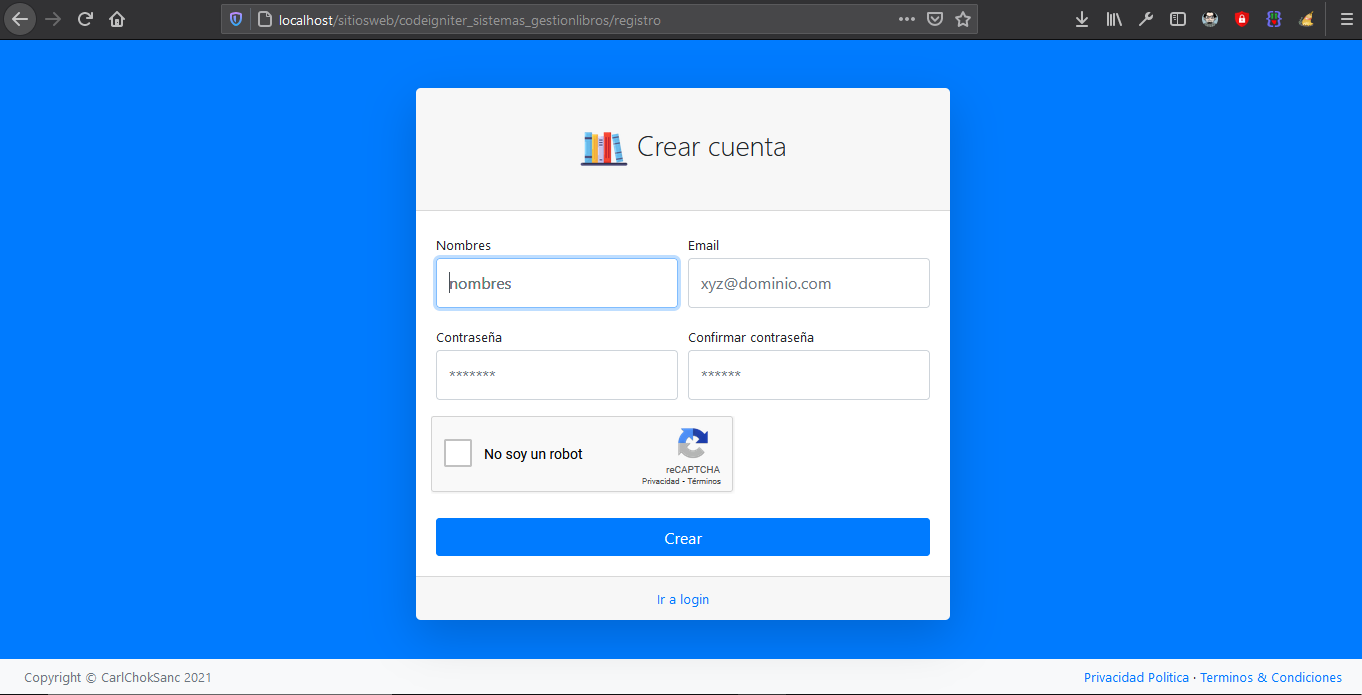 localhost/sitiosweb/codeigniter_sistemas_gestionlibros/registro
Crear cuenta
Nombres Email
nombres xyz@dominio.com
Contraseña Confirmar contraseña
******* ******
No soy un robot
reCAPTCHA
Privacidad - Términos
Crear
Ir a login
Copyright © CarlChokSanc 2021 Privacidad Politica · Terminos & Condiciones